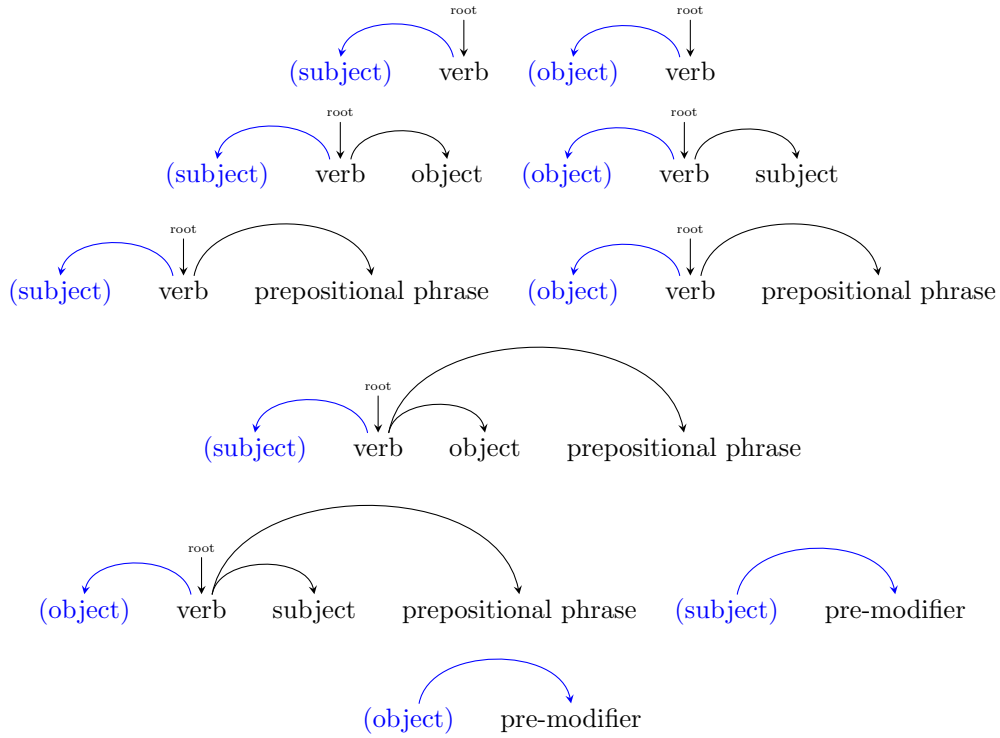 root root
(subject) verb (object) verb
root root
(subject) verb object (object) verb subject
root root
(subject) verb prepositional phrase (object) verb prepositional phrase
root
(subject) verb object prepositional phrase
root
(object) verb subject prepositional phrase (subject) pre-modifier
(object) pre-modifier